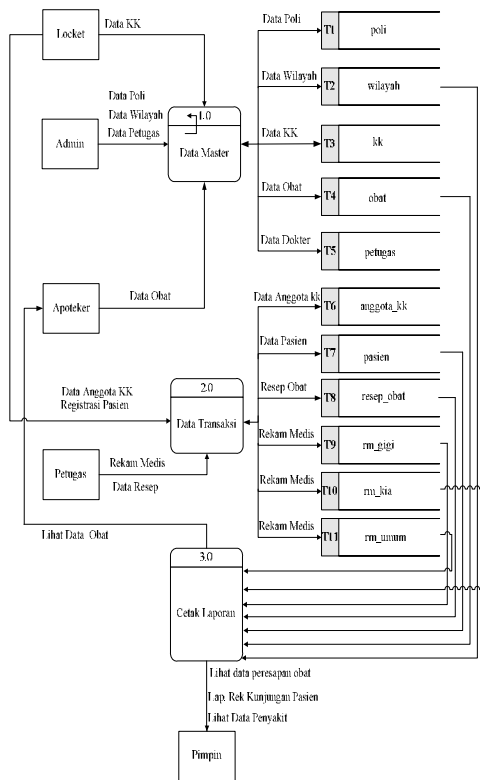 Locket
Data KK
Data Poli
Data Wilayah
Data Petugas
Admin
1.0
Data Master
Data Poli
T1
poli
Data Wilayah
T2
wilayah
Data KK
T3
kk
Data Obat
T4
obat
Data Dokter
T5
petugas
Apoteker
Data Obat
Data Anggota kk
T6
anggota_kk
Data Pasien
T7
pasien
Data Anggota KK
Registrasi Pasien
2.0
Data Transaksi
Resep Obat
T8
resep_obat
Rekam Medis
T9
rm_gigi
Petugas
Rekam Medis
Data Resep
Rekam Medis
T10
rm_kia
Rekam Medis
T11
rm_umum
Lihat Data Obat
3.0
Cetak Laporan
Lihat data peresapan obat
Lap. Rek Kunjungan Pasien
Lihat Data Penyakit
Pimpin